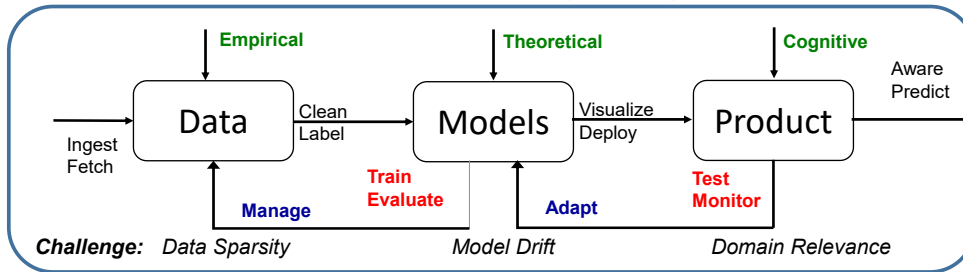 Empirical
Theoretical
Cognitive
Aware
Predict
Data
Clean
Label
Models
Visualize
Deploy
Product
Ingest
Fetch
Train
Evaluate
Test
Monitor
Manage
Adapt
Challenge: Data Sparsity Model Drift Domain Relevance